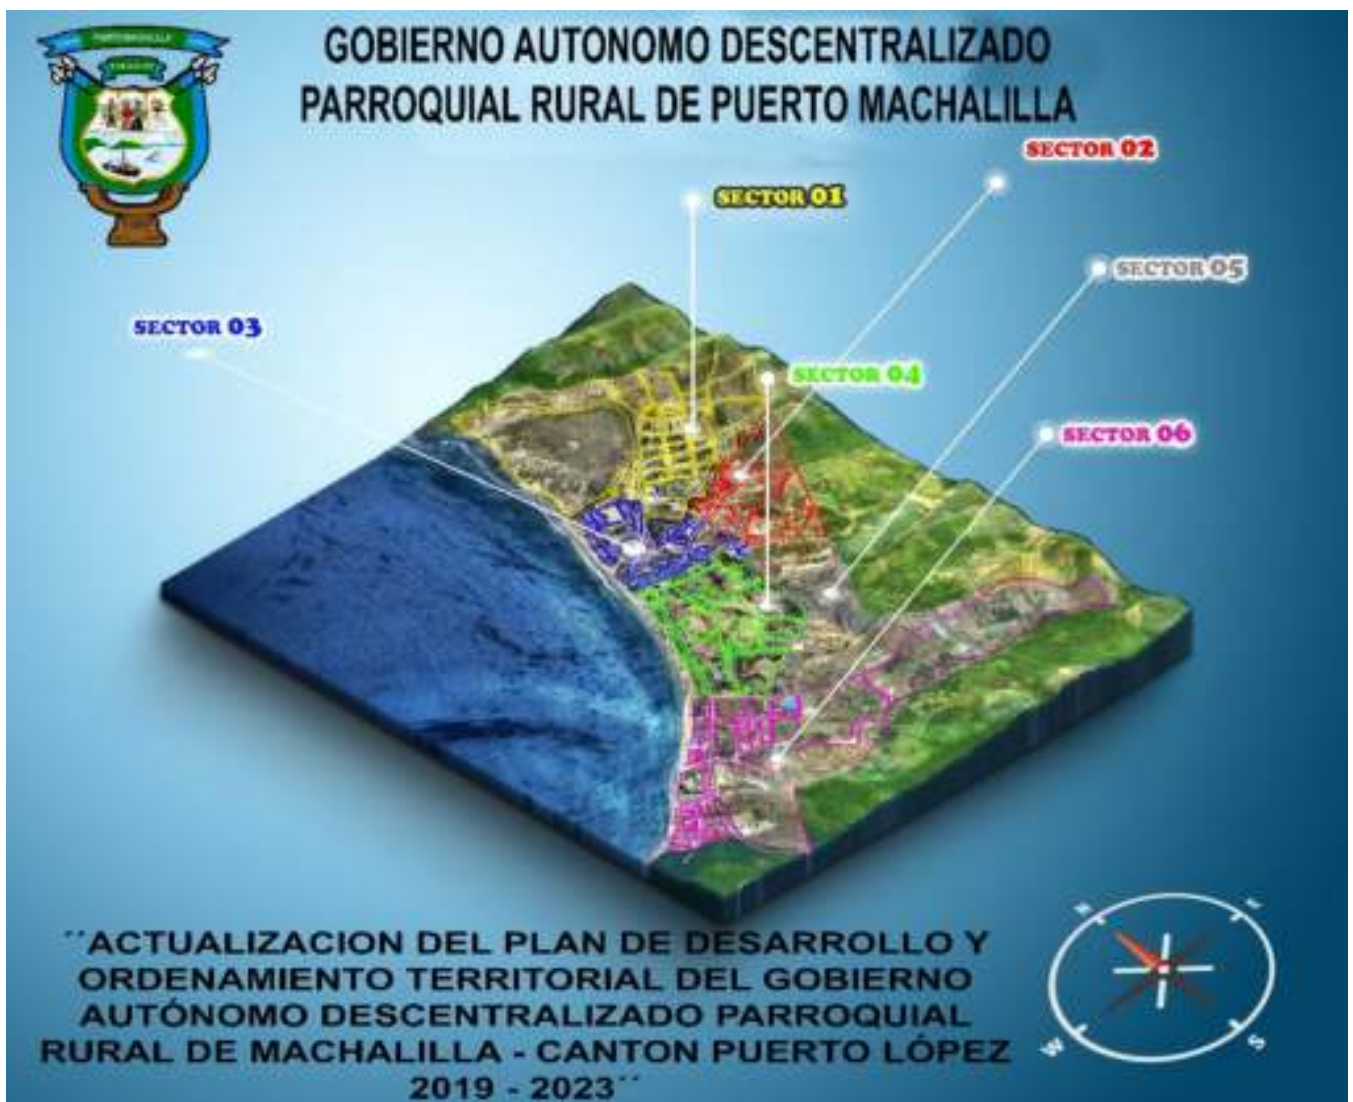 GOBIERNO AUTONOMO DESCENTRALIZADO
PARROQUIAL RURAL DE PUERTO MACHALILLA
SECTOR 02
SECTOR 01
SECTOR 05
SECTOR 03
SECTOR 04
SECTOR 06
´´ACTUALIZACION DEL PLAN DE DESARROLLO Y
ORDENAMIENTO TERRITORIAL DEL GOBIERNO
AUTÓNOMO DESCENTRALIZADO PARROQUIAL
RURAL DE MACHALILLA - CANTON PUERTO LÓPEZ
2019 - 2023´´
N
W
S